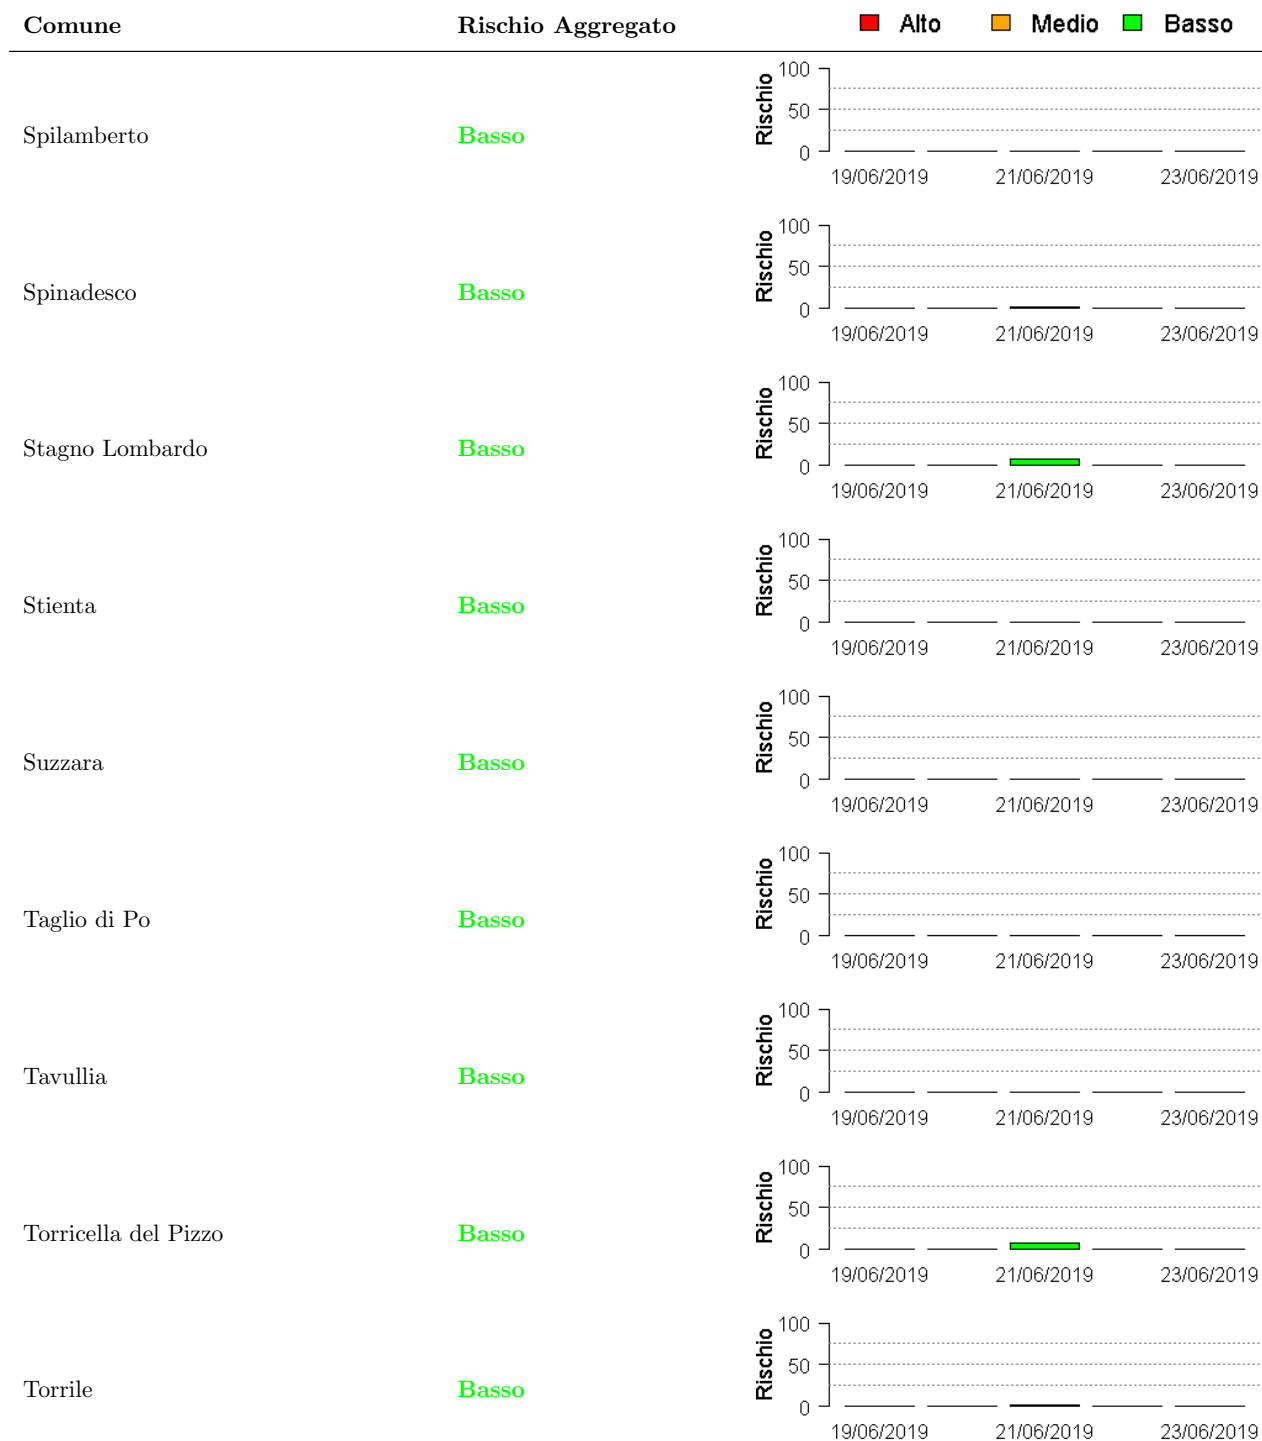 Comune Rischio Aggregato Alto Medio Basso
Spilamberto Basso Rischio 100 50 0
19/06/2019 21/06/2019 23/06/2019
Spinadesco Basso Rischio 100 50 0
19/06/2019 21/06/2019 23/06/2019
Stagno Lombardo Basso Rischio 100 50 0
19/06/2019 21/06/2019 23/06/2019
Stienta Basso Rischio 100 50 0
19/06/2019 21/06/2019 23/06/2019
Suzzara Basso Rischio 100 50 0
19/06/2019 21/06/2019 23/06/2019
Taglio di Po Basso Rischio 100 50 0
19/06/2019 21/06/2019 23/06/2019
Tavullia Basso Rischio 100 50 0
19/06/2019 21/06/2019 23/06/2019
Torricella del Pizzo Basso Rischio 100 50 0
19/06/2019 21/06/2019 23/06/2019
Torrile Basso Rischio 100 50 0
19/06/2019 21/06/2019 23/06/2019